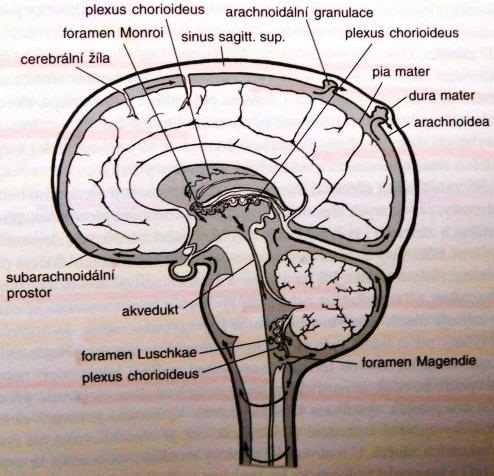 plexus chorioideus
arachnoidální granulace
foramen Monroi
sinus sagitt. sup.
plexus chorioideus
cerebrální žíla
pia mater
dura mater
arachnoidea
subarachnoidální
prostor
akvedukt
foramen Luschkae
plexus chorioideus
foramen Magendie